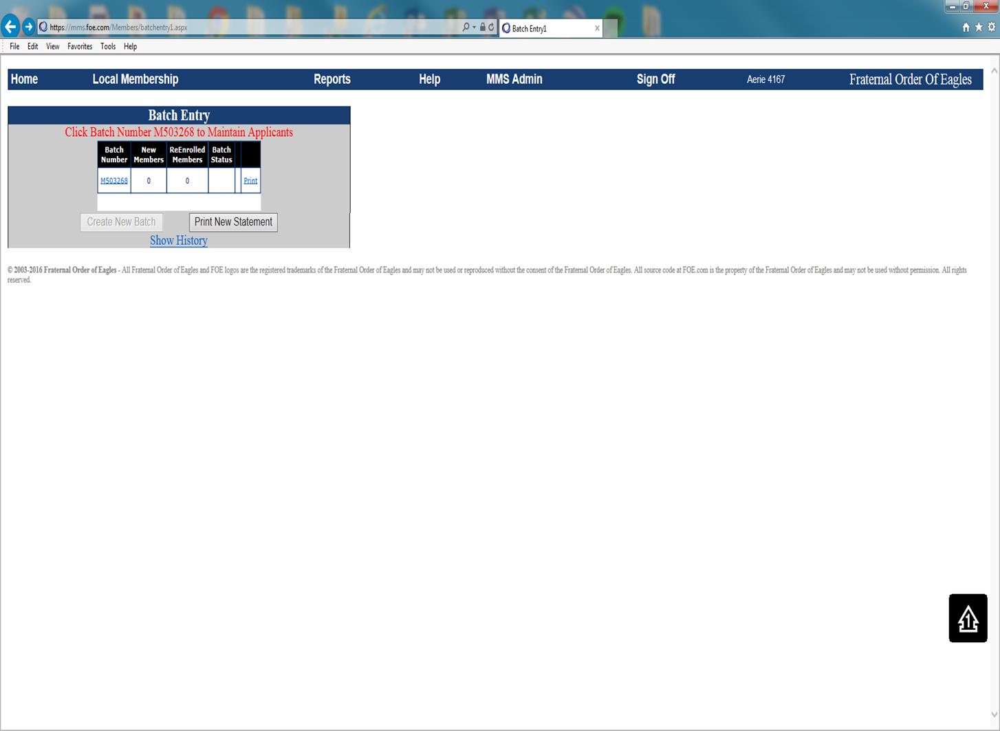 https://mms.foe.com/Members/batchentry1.aspx
Batch Entry1
File Edit View Favorites Tools Help
Home Local Membership Reports Help MMS Admin Sign Off Aerie 4167 Fraternal Order Of Eagles
Batch Entry
Click Batch Number M503268 to Maintain Applicants
Batch Number New Members ReEnrolled Members Batch Status
M503268 0 0 Print
Create New Batch Print New Statement
Show History
© 2003-2016 Fraternal Order of Eagles - All Fraternal Order of Eagles and FOE logos are the registered trademarks of the Fraternal Order of Eagles and may not be used or reproduced without the consent of the Fraternal Order of Eagles. All source code at FOE.com is the property of the Fraternal Order of Eagles and may not be used without permission. All rights
reserved.
1